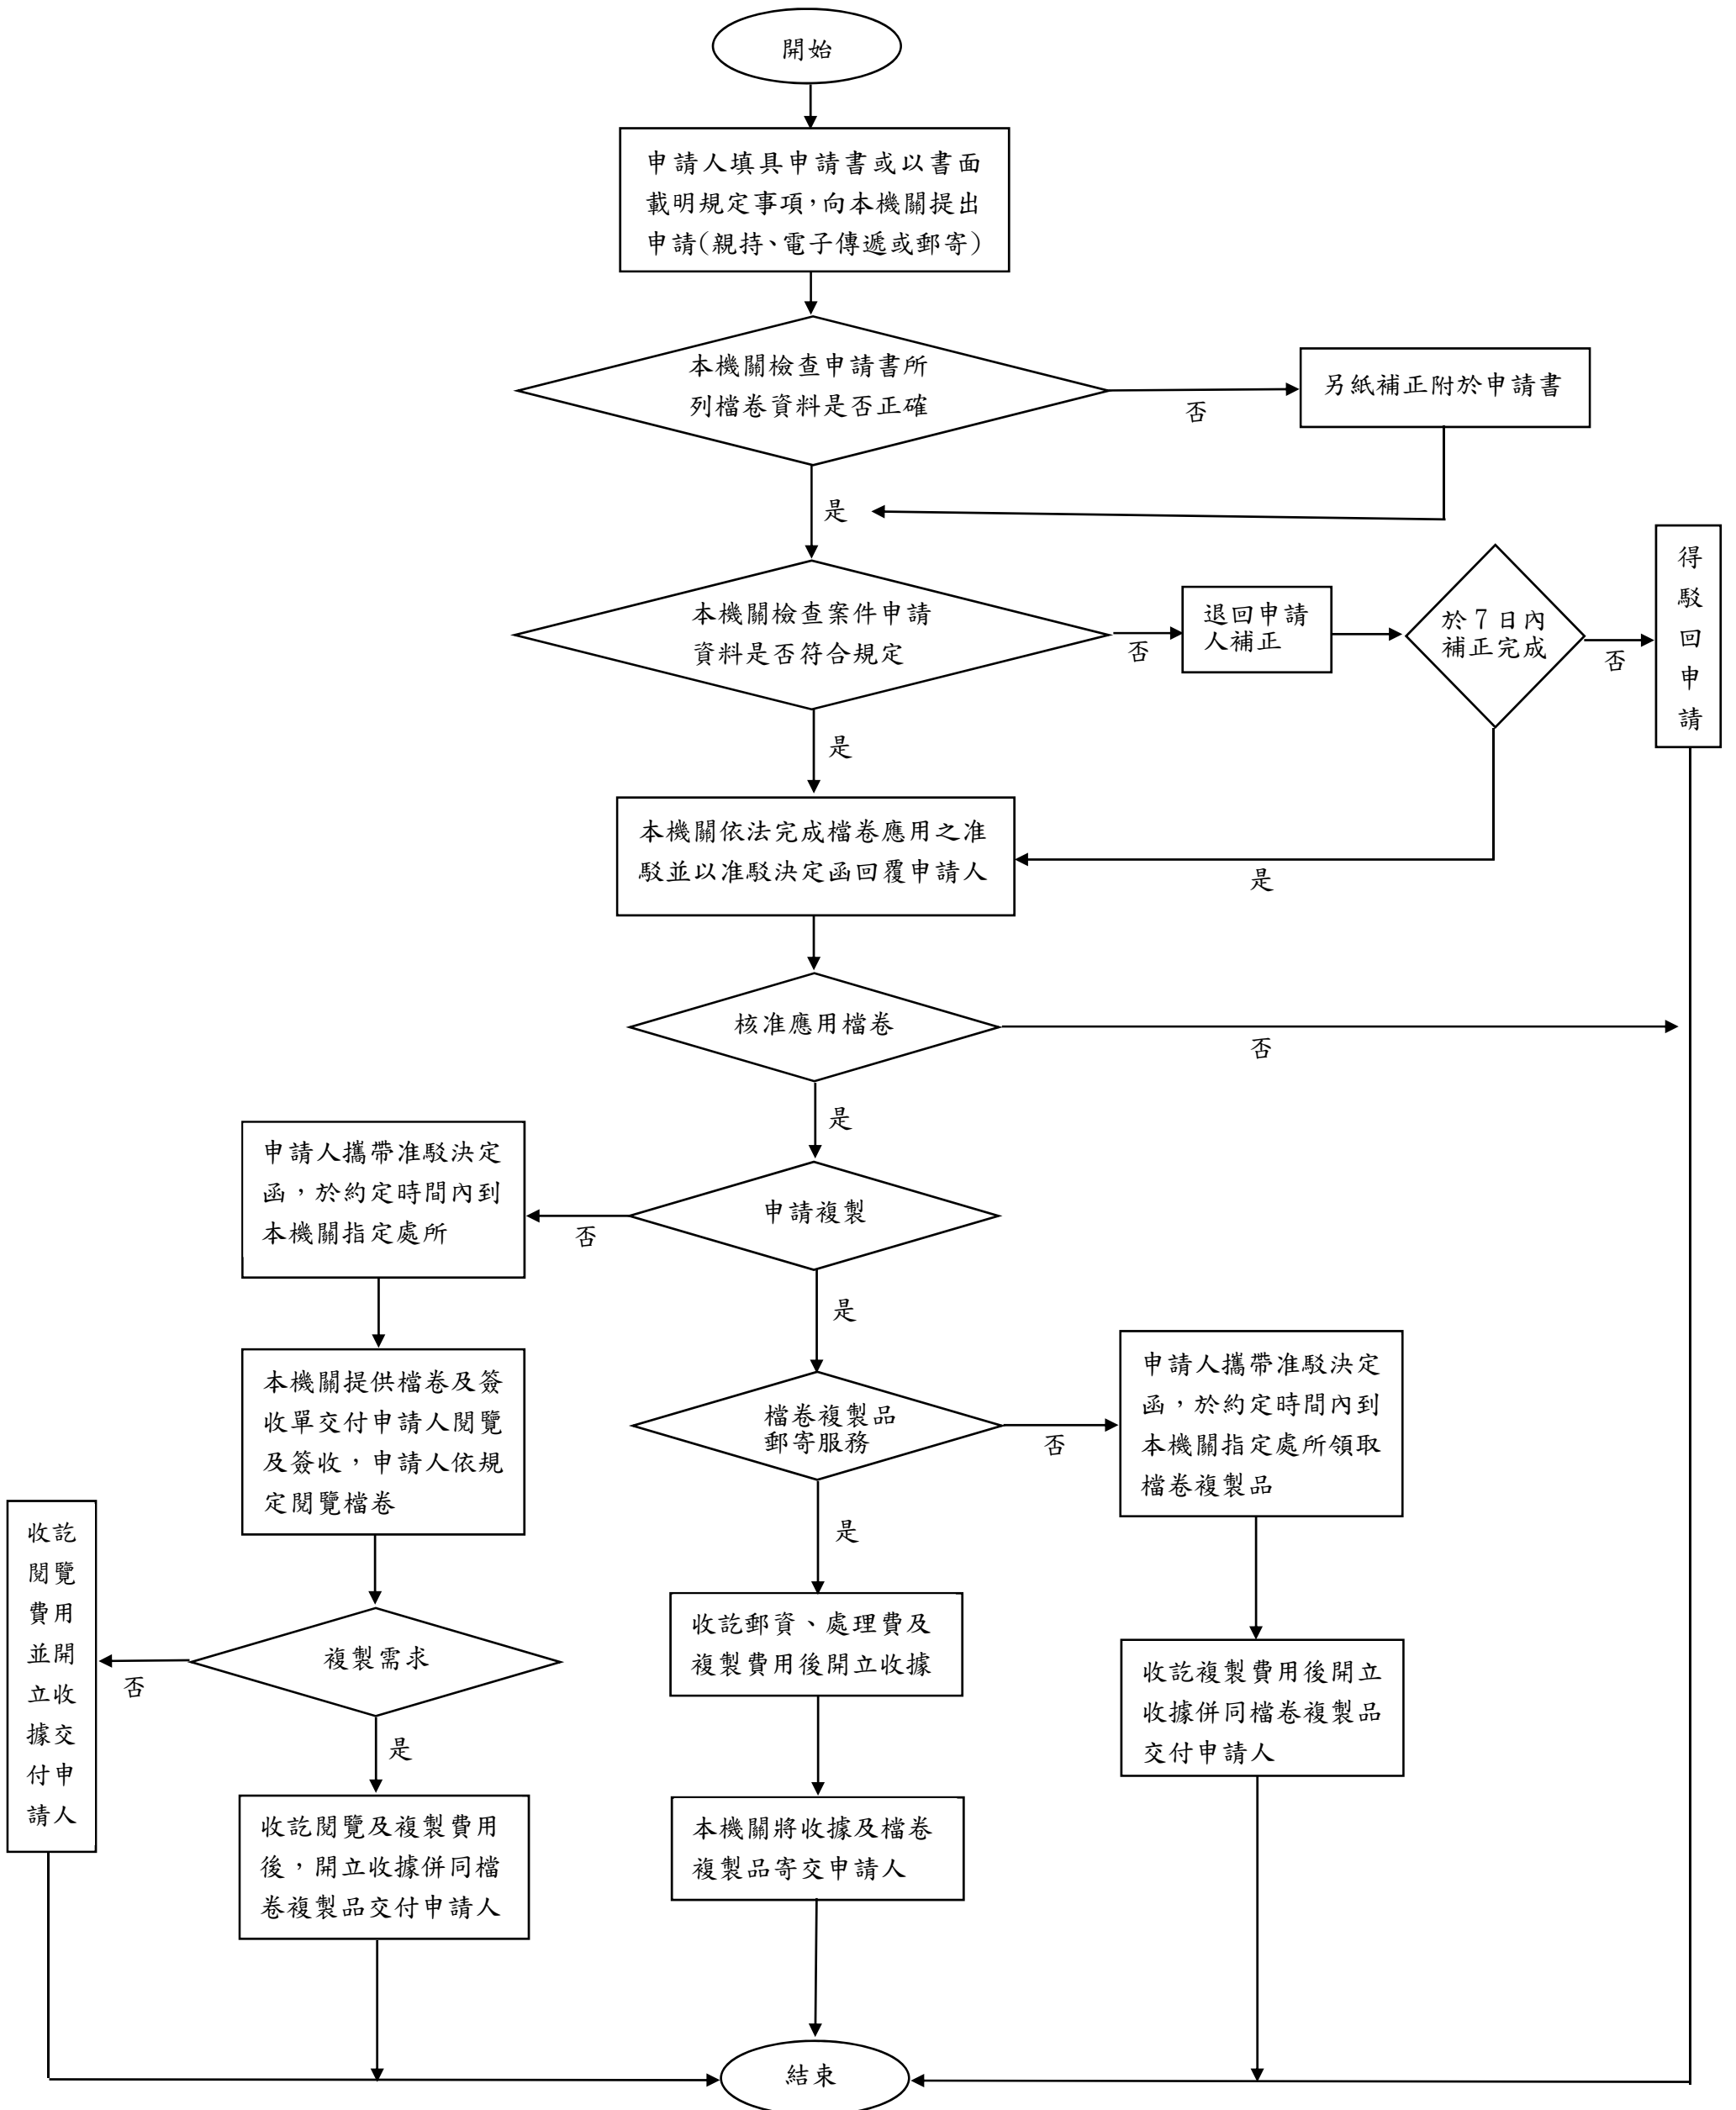 開始
申請人填具申請書或以書面
載明規定事項，向本機關提出
申請(親持、電子傳遞或郵寄)
本機關檢查申請書所
列檔卷資料是否正確
否
另紙補正附於申請書
是
本機關檢查案件申請
資料是否符合規定
否
退回申請
人補正
於7日內
補正完成
否
得
駁
回
申
請
是
本機關依法完成檔卷應用之准
駁並以准駁決定函回覆申請人
是
核准應用檔卷
否
是
申請人攜帶准駁決定
函，於約定時間內到
本機關指定處所
否
申請複製
是
本機關提供檔卷及簽
收單交付申請人閱覽
及簽收，申請人依規
定閱覽檔卷
檔卷複製品
郵寄服務
否
申請人攜帶准駁決定
函，於約定時間內到
本機關指定處所領取
檔卷複製品
是
收訖
閱覽
費用
並開
立收
據交
付申
請人
否
複製需求
是
收訖郵資、處理費及
複製費用後開立收據
收訖複製費用後開立
收據併同檔卷複製品
交付申請人
收訖閱覽及複製費用
後，開立收據併同檔
卷複製品交付申請人
本機關將收據及檔卷
複製品寄交申請人
結束